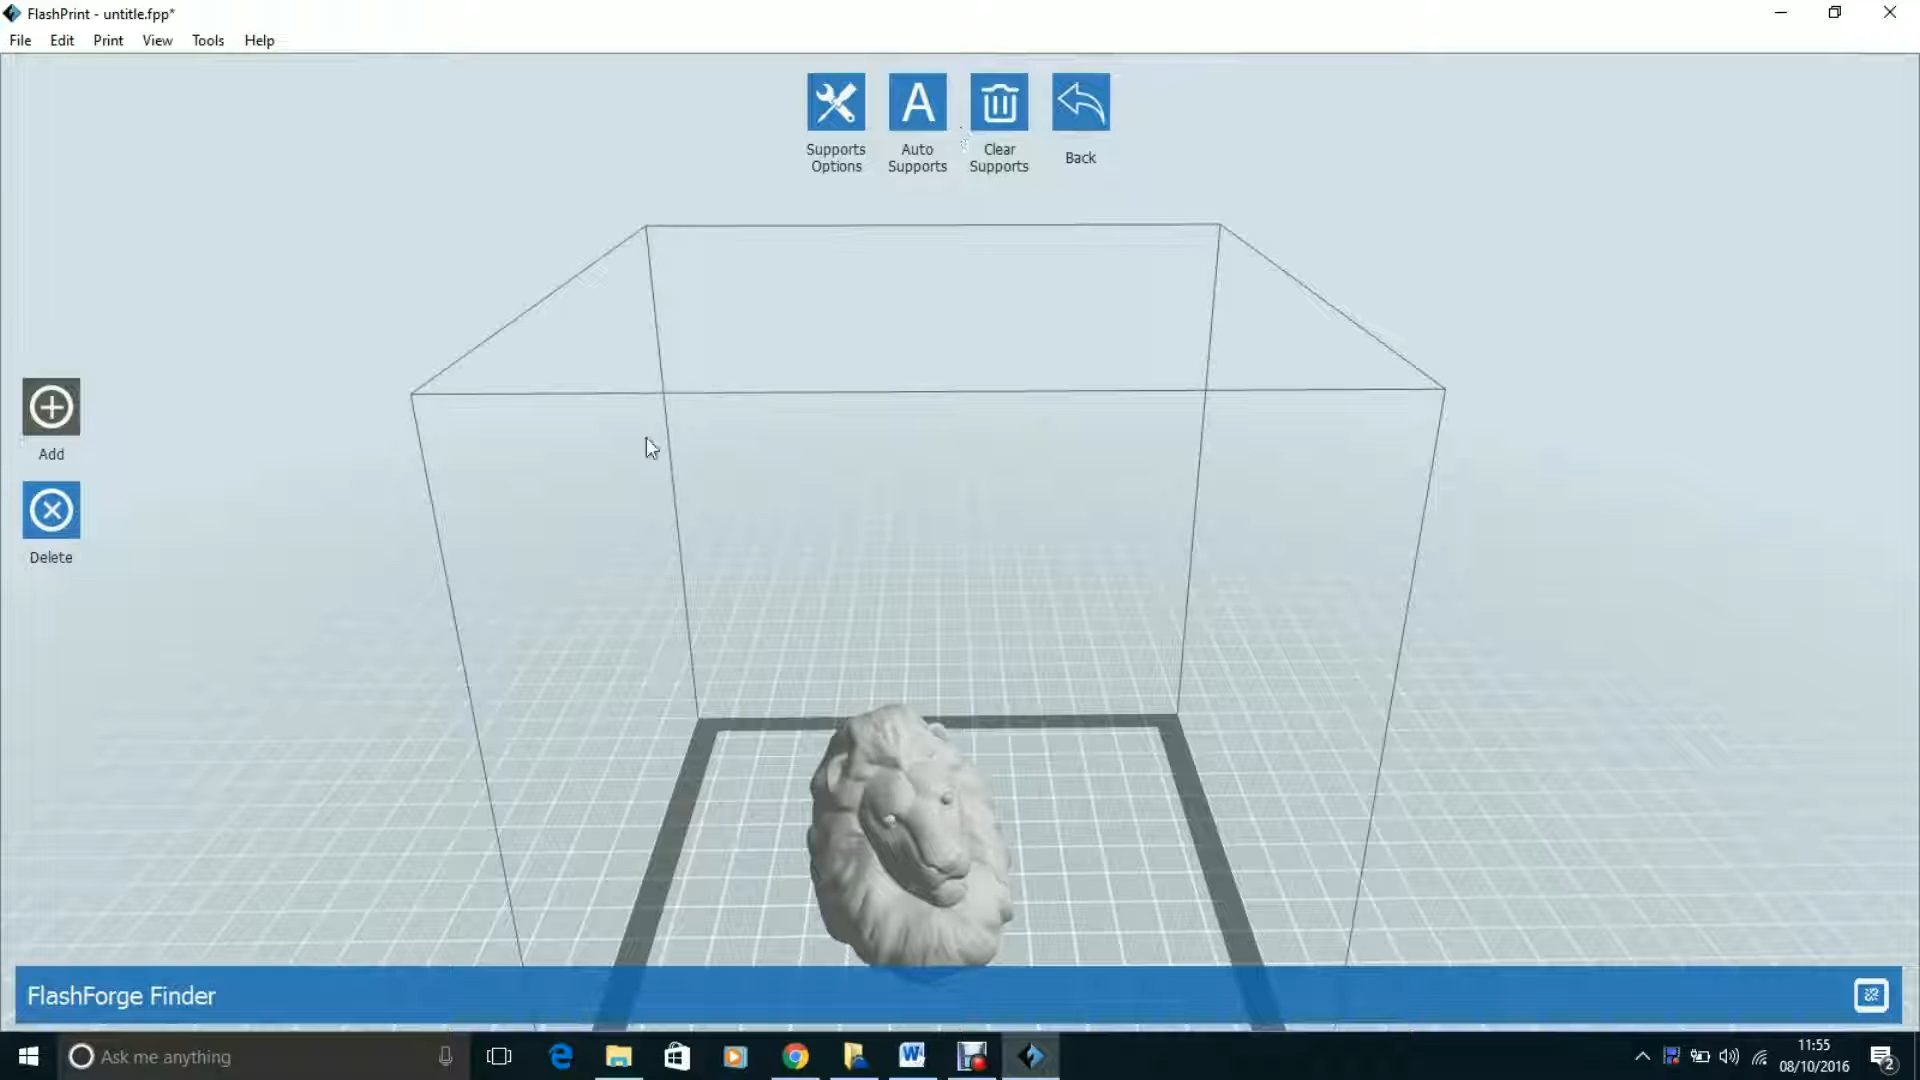 FlashPrint - untitle.fpp*
File Edit Print View Tools Help
A
Supports Options
Auto Supports
Clear Supports
Back
Add
Delete
FlashForge Finder
Ask me anything
11:55
08/10/2016
2